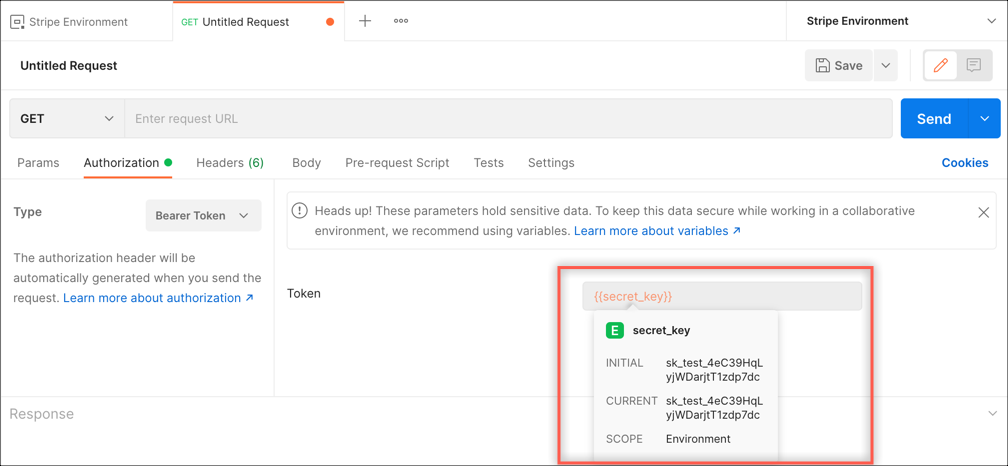 Stripe Environment
GET Untitled Request
Stripe Environment
Untitled Request
Save
GET
Enter request URL
Send
Params Authorization Headers (6) Body Pre-request Script Tests Settings Cookies
Type
Bearer Token
The authorization header will be
automatically generated when you send the
request. Learn more about authorization ↗
Heads up! These parameters hold sensitive data. To keep this data secure while working in a collaborative
environment, we recommend using variables. Learn more about variables ↗
Token
{{secret_key}}
E secret_key
INITIAL sk_test_4eC39HqL
yjWDarjtT1zdp7dc
CURRENT sk_test_4eC39HqL
yjWDarjtT1zdp7dc
SCOPE Environment
Response